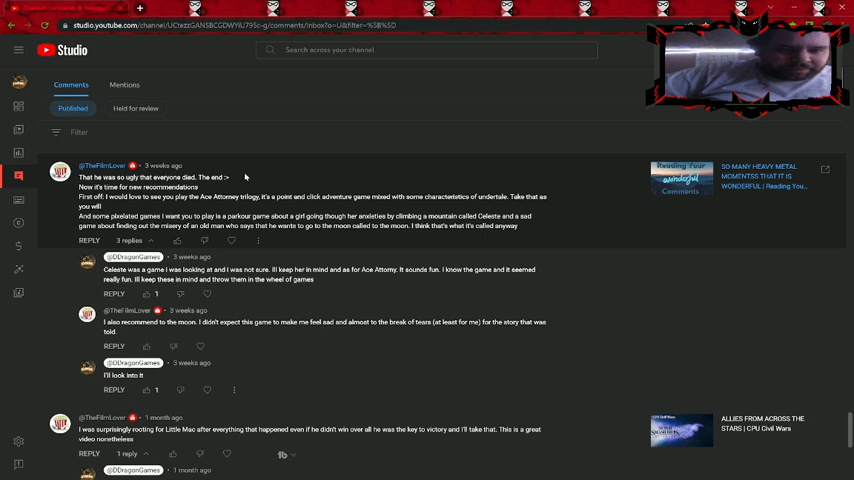 studio.youtube.com/channel/UCtezzGANSBCGDWYiU795c-g/comments/inbox?o=U&filter=%5B%5D
Studio
Search across your channel
Comments
Mentions
Published
Held for review
Filter
@TheFilmLover • 3 weeks ago
That he was so ugly that everyone died. The end :>
Now it's time for new recommendations
First off: I would love to see you play the Ace Attorney trilogy, it's a point and click adventure game mixed with some characteristics of undertale. Take that as
you will
And some pixelated games I want you to play is a parkour game about a girl going though her anxieties by climbing a mountain called Celeste and a sad
game about finding out the misery of an old man who says that he wants to go to the moon called to the moon. I think that's what it's called anyway
REPLY 3 replies
SO MANY HEAVY METAL
MOMENTSS THAT IT IS
WONDERFUL | Reading You...
Reading Your
wonderful
Comments
@DDragonGames • 3 weeks ago
Celeste was a game i was looking at and i was not sure. Ill keep her in mind and as for Ace Attorny. It sounds fun. I know the game and it seemed
really fun. Ill keep these in mind and throw them in the wheel of games
REPLY 1
@TheFilmLover • 3 weeks ago
I also recommend to the moon. I didn't expect this game to make me feel sad and almost to the break of tears (at least for me) for the story that was
told.
REPLY
@DDragonGames • 3 weeks ago
I'll look into it
REPLY 1
@TheFilmLover • 1 month ago
I was surprisingly rooting for Little Mac after everything that happened even if he didn't win over all he was the key to victory and I'll take that. This is a great
video nonetheless
REPLY 1 reply
ALLIES FROM ACROSS THE
STARS | CPU Civil Wars
@DDragonGames • 1 month ago